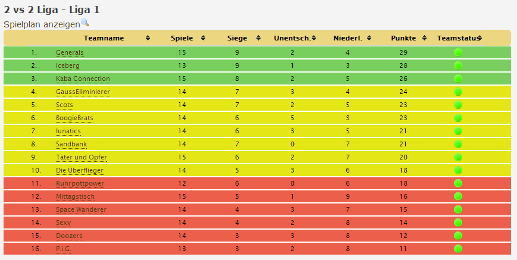 2 vs 2 Liga - Liga 1
Spielplan anzeigen
Teamname Spiele Siege Unentsch. Niederl. Punkte Teamstatus
1. Generals 15 9 2 4 29
2. Iceberg 13 9 1 3 28
3. Kaba Connection 15 8 2 5 26
4. GaussEliminierer 14 7 3 4 24
5. Scots 14 7 2 5 23
6. BoogieBrats 14 6 5 3 23
7. lunatics 14 6 3 5 21
8. Sandbank 14 7 0 7 21
9. Täter und Opfer 15 6 2 7 20
10. Die Überflieger 14 5 3 6 18
11. Ruhrpottpower 12 6 0 6 18
12. Mittagstisch 15 5 1 9 16
13. Space Wanderer 14 4 3 7 15
14. Sexy 14 4 2 8 14
15. Doozers 14 3 3 8 12
16. P.I.G. 13 3 2 8 11